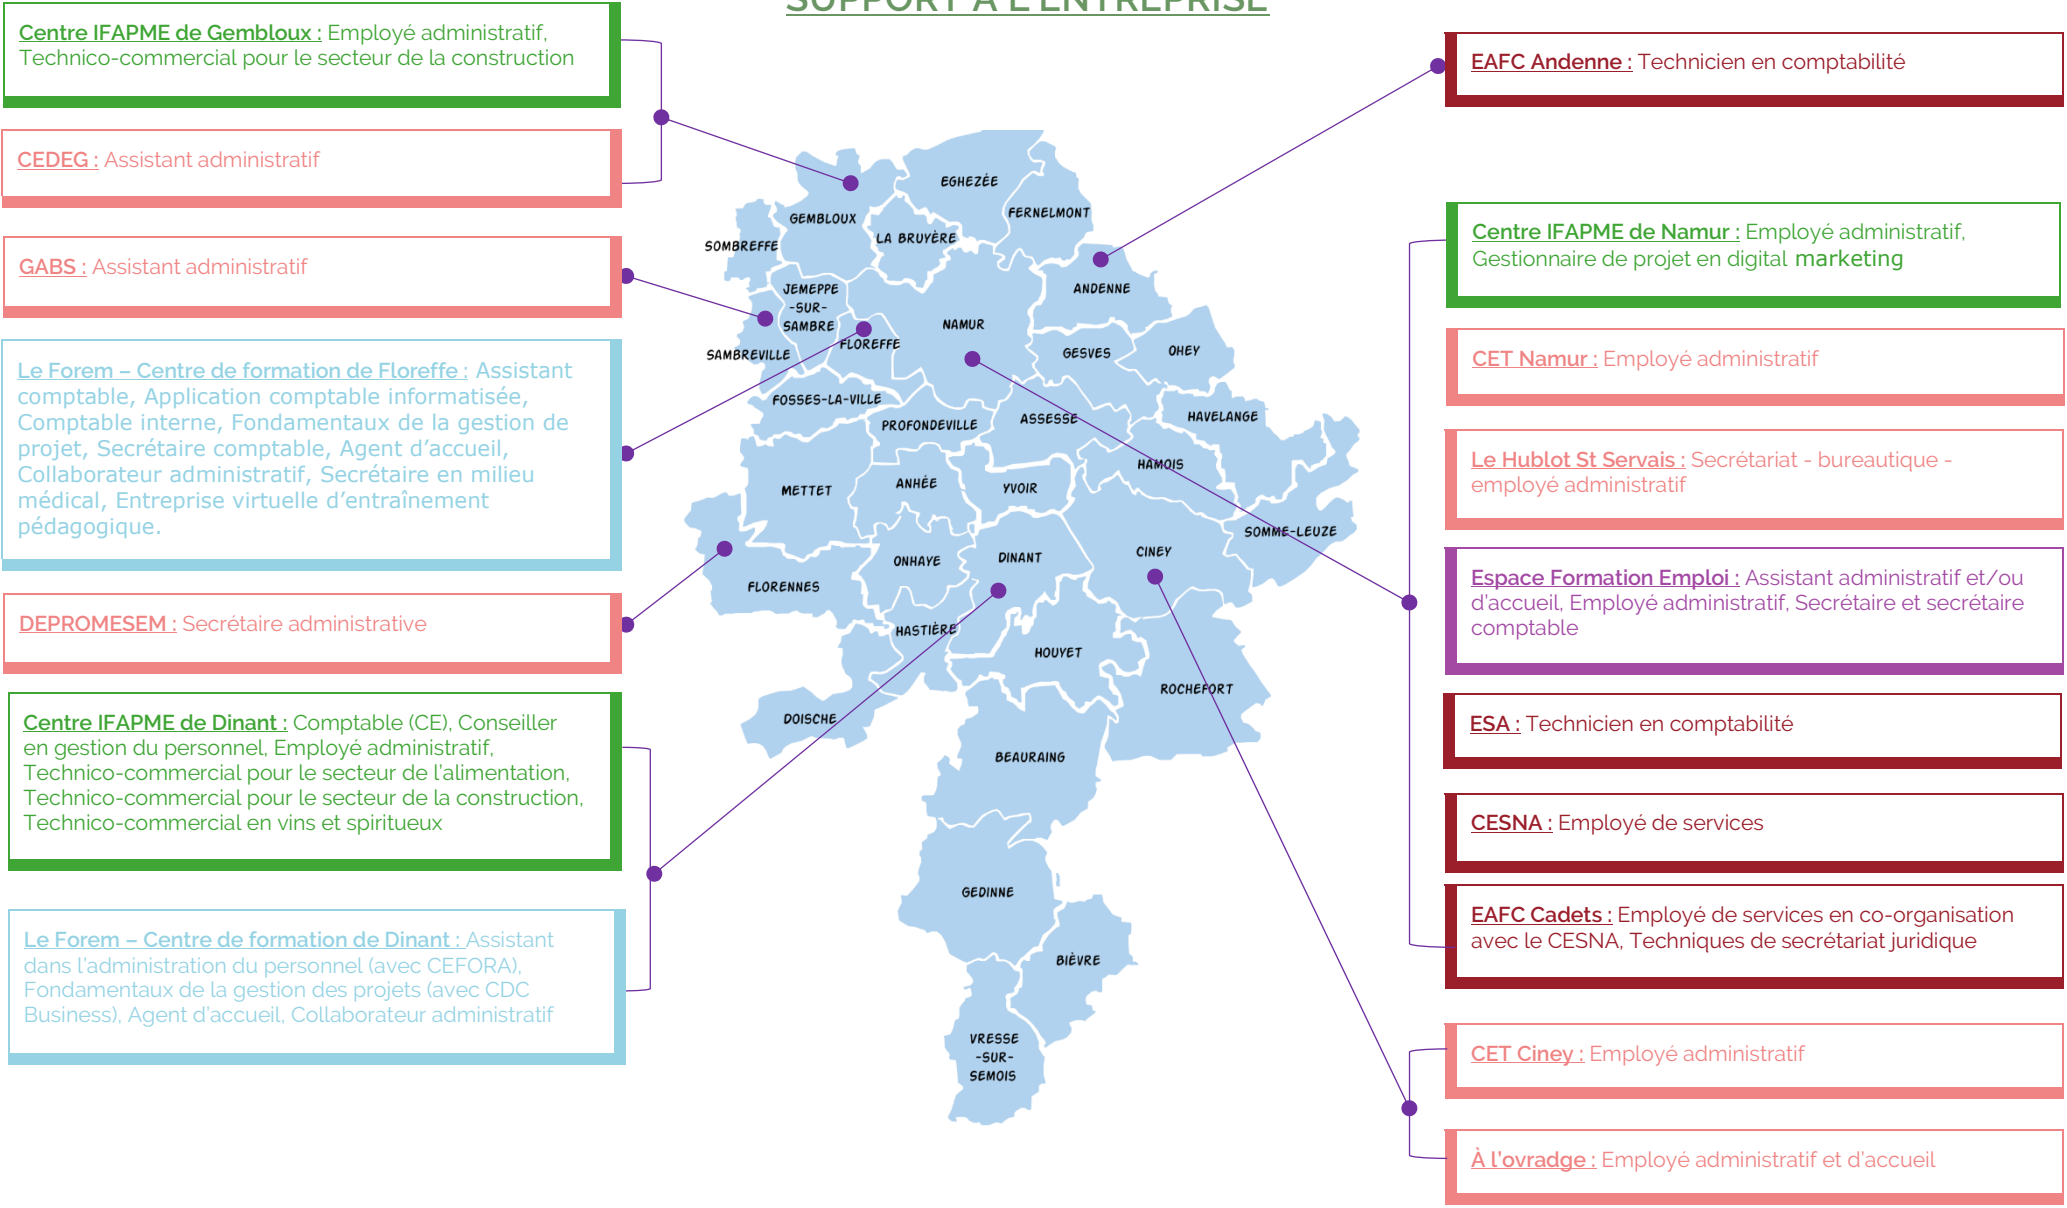 SUPPORT À L'ENTREPRISE
Centre IFAPME de Gembloux : Employé administratif,
Technico-commercial pour le secteur de la construction
CEDEG : Assistant administratif
GABS : Assistant administratif
Le Forem – Centre de formation de Floreffe : Assistant
comptable, Application comptable informatisée,
Comptable interne, Fondamentaux de la gestion de
projet, Secrétaire comptable, Agent d’accueil,
Collaborateur administratif, Secrétaire en milieu
médical, Entreprise virtuelle d’entraînement
pédagogique.
DEPROMESEM : Secrétaire administrative
Centre IFAPME de Dinant : Comptable (CE), Conseiller
en gestion du personnel, Employé administratif,
Technico-commercial pour le secteur de l’alimentation,
Technico-commercial pour le secteur de la construction,
Technico-commercial en vins et spiritueux
Le Forem – Centre de formation de Dinant : Assistant
dans l’administration du personnel (avec CEFORA),
Fondamentaux de la gestion des projets (avec CDC
Business), Agent d’accueil, Collaborateur administratif
EGHEZÉE
FERNELMONT
GEMBLOUX
LA BRUYÈRE
SOMBREFFE
JEMEPPE
-SUR-
SAMBRE
ANDENNE
NAMUR
SAMBREVILLE
FLOREFFE
GESVES
OHEY
FOSSES-LA-VILLE
PROFONDEVILLE
ASSESSE
HAVELANGE
HAMOIS
METTET
ANHÉE
YVOIR
SOMME-LEUZE
ONHAYE
DINANT
CINEY
FLORENNES
HASTIÈRE
HOUYET
ROCHEFORT
DOISCHE
BEAURAING
GEDINNE
BIÈVRE
VRESSE
-SUR-
SEMOIS
EAFC Andenne : Technicien en comptabilité
Centre IFAPME de Namur : Employé administratif,
Gestionnaire de projet en digital marketing
CET Namur : Employé administratif
Le Hublot St Servais : Secrétariat - bureautique -
employé administratif
Espace Formation Emploi : Assistant administratif et/ou
d’accueil, Employé administratif, Secrétaire et secrétaire
comptable
ESA : Technicien en comptabilité
CESNA : Employé de services
EAFC Cadets : Employé de services en co-organisation
avec le CESNA, Techniques de secrétariat juridique
CET Ciney : Employé administratif
À l’ovradge : Employé administratif et d’accueil